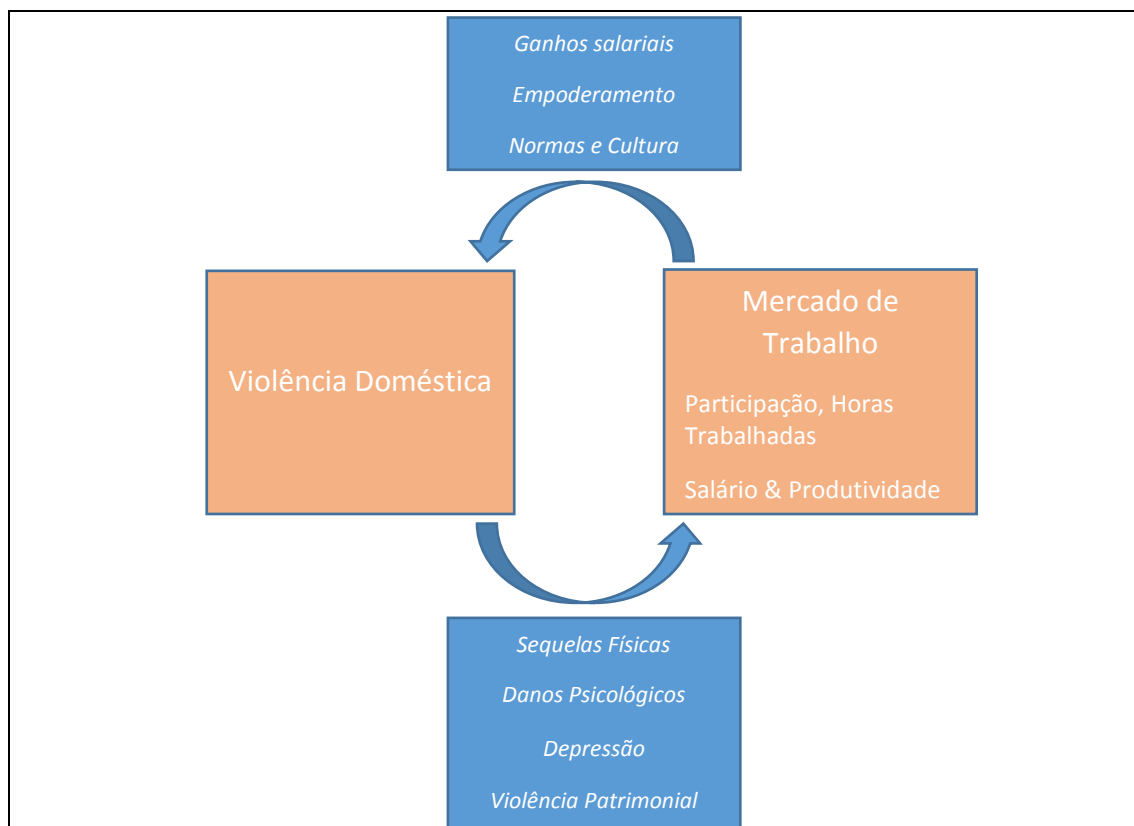 Ganhos salariais
Empoderamento
Normas e Cultura
Violência Doméstica
Mercado de
Trabalho
Participação, Horas
Trabalhadas
Salário & Produtividade
Sequelas Físicas
Danos Psicológicos
Depressão
Violência Patrimonial